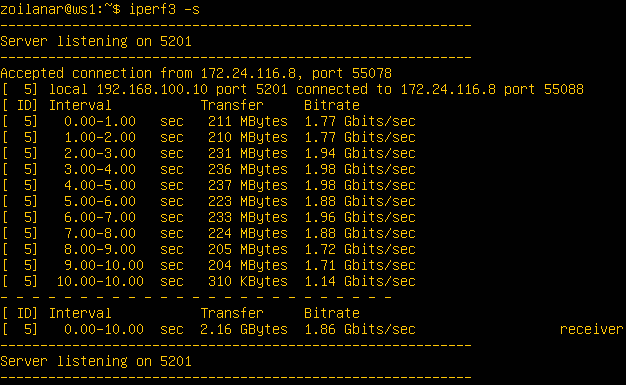 zoilanar@ws1:~$ iperf3 -s
-----------------------------------------------------------
Server listening on 5201
-----------------------------------------------------------
Accepted connection from 172.24.116.8, port 55078
[  5] local 192.168.100.10 port 5201 connected to 172.24.116.8 port 55088
[ ID] Interval           Transfer     Bitrate
[  5]   0.00-1.00   sec   211 MBytes  1.77 Gbits/sec
[  5]   1.00-2.00   sec   210 MBytes  1.77 Gbits/sec
[  5]   2.00-3.00   sec   231 MBytes  1.94 Gbits/sec
[  5]   3.00-4.00   sec   236 MBytes  1.98 Gbits/sec
[  5]   4.00-5.00   sec   237 MBytes  1.98 Gbits/sec
[  5]   5.00-6.00   sec   223 MBytes  1.88 Gbits/sec
[  5]   6.00-7.00   sec   233 MBytes  1.96 Gbits/sec
[  5]   7.00-8.00   sec   224 MBytes  1.88 Gbits/sec
[  5]   8.00-9.00   sec   205 MBytes  1.72 Gbits/sec
[  5]   9.00-10.00  sec   204 MBytes  1.71 Gbits/sec
[  5]  10.00-10.00  sec   310 KBytes  1.14 Gbits/sec
- - - - - - - - - - - - - - - - - - - - - - - - -
[ ID] Interval           Transfer     Bitrate
[  5]   0.00-10.00  sec  2.16 GBytes  1.86 Gbits/sec                  receiver
-----------------------------------------------------------
Server listening on 5201
-----------------------------------------------------------